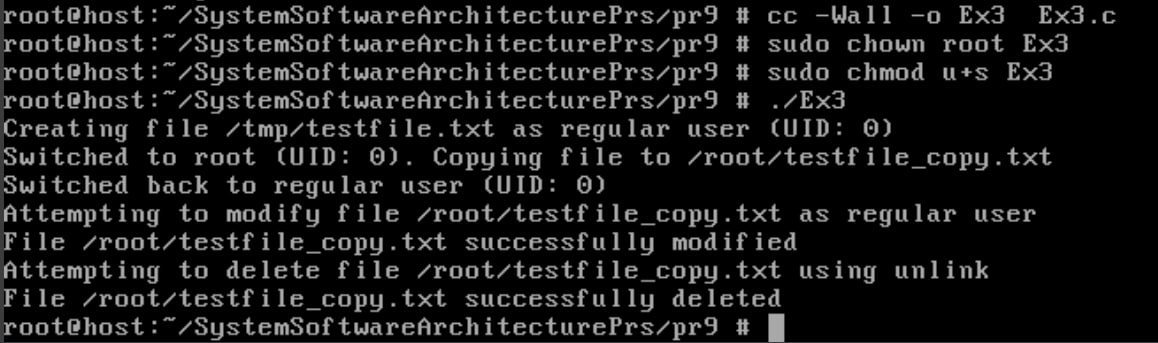 root@host:~/SystemSoftwareArchitecturePrs/pr9 # cc -Wall -o Ex3  Ex3.c
root@host:~/SystemSoftwareArchitecturePrs/pr9 # sudo chown root Ex3
root@host:~/SystemSoftwareArchitecturePrs/pr9 # sudo chmod u+s Ex3
root@host:~/SystemSoftwareArchitecturePrs/pr9 # ./Ex3
Creating file /tmp/testfile.txt as regular user (UID: 0)
Switched to root (UID: 0). Copying file to /root/testfile_copy.txt
Switched back to regular user (UID: 0)
Attempting to modify file /root/testfile_copy.txt as regular user
File /root/testfile_copy.txt successfully modified
Attempting to delete file /root/testfile_copy.txt using unlink
File /root/testfile_copy.txt successfully deleted
root@host:~/SystemSoftwareArchitecturePrs/pr9 #